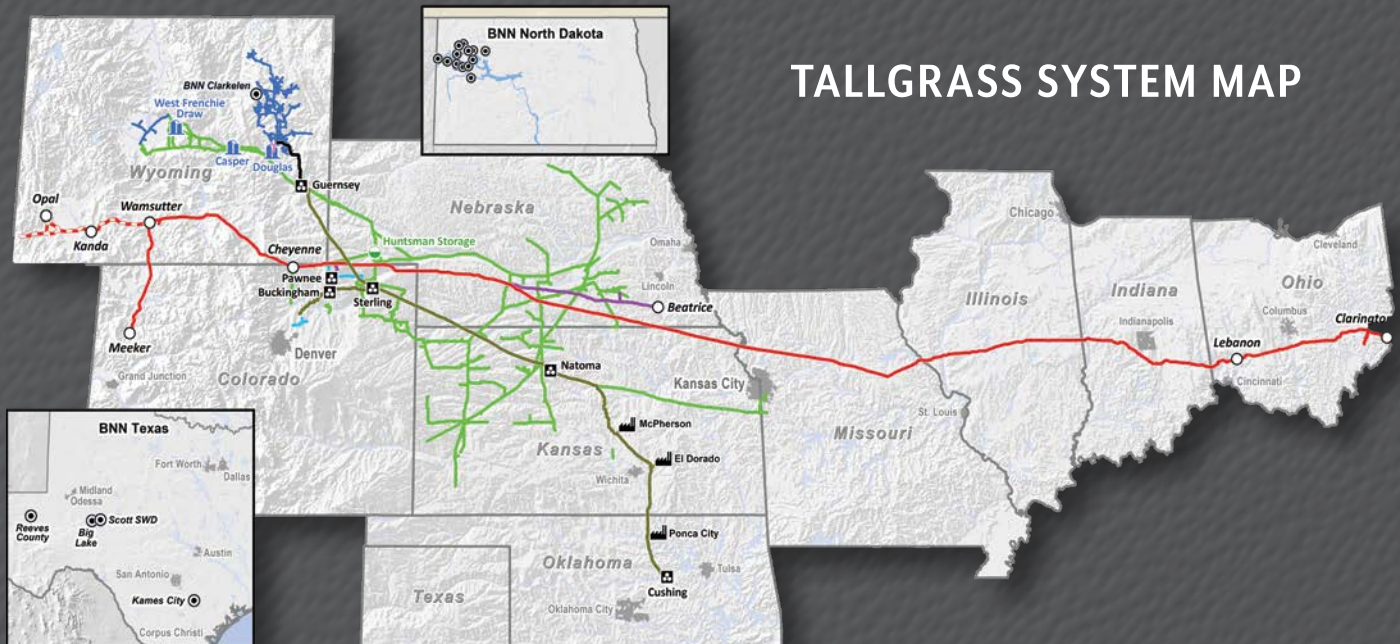 TALLGRASS SYSTEM MAP
BNN North Dakota
BNN Clarkelen
West Frenchie
Draw
Casper
Douglas
Wyoming
Guernsey
Opal
Wamsutter
Kanda
Cheyenne
Nebraska
Huntsman Storage
Omaha
Lincoln
Pawnee
Buckingham
Sterling
Beatrice
Meeker
Denver
Grand Junction
Colorado
Natoma
Kansas City
McPherson
Kansas
El Dorado
Wichita
Ponca City
Oklahoma
Tulsa
Cushing
Texas
Oklahoma City
Missouri
St. Louis
Chicago
Illinois
Indiana
Indianapolis
Cleveland
Ohio
Columbus
Clarington
Lebanon
Cincinnati
BNN Texas
Fort Worth
Dallas
Midland
Odessa
Reeves
County
Scott SWD
Big
Lake
Austin
San Antonio
Kames City
Corpus Christi